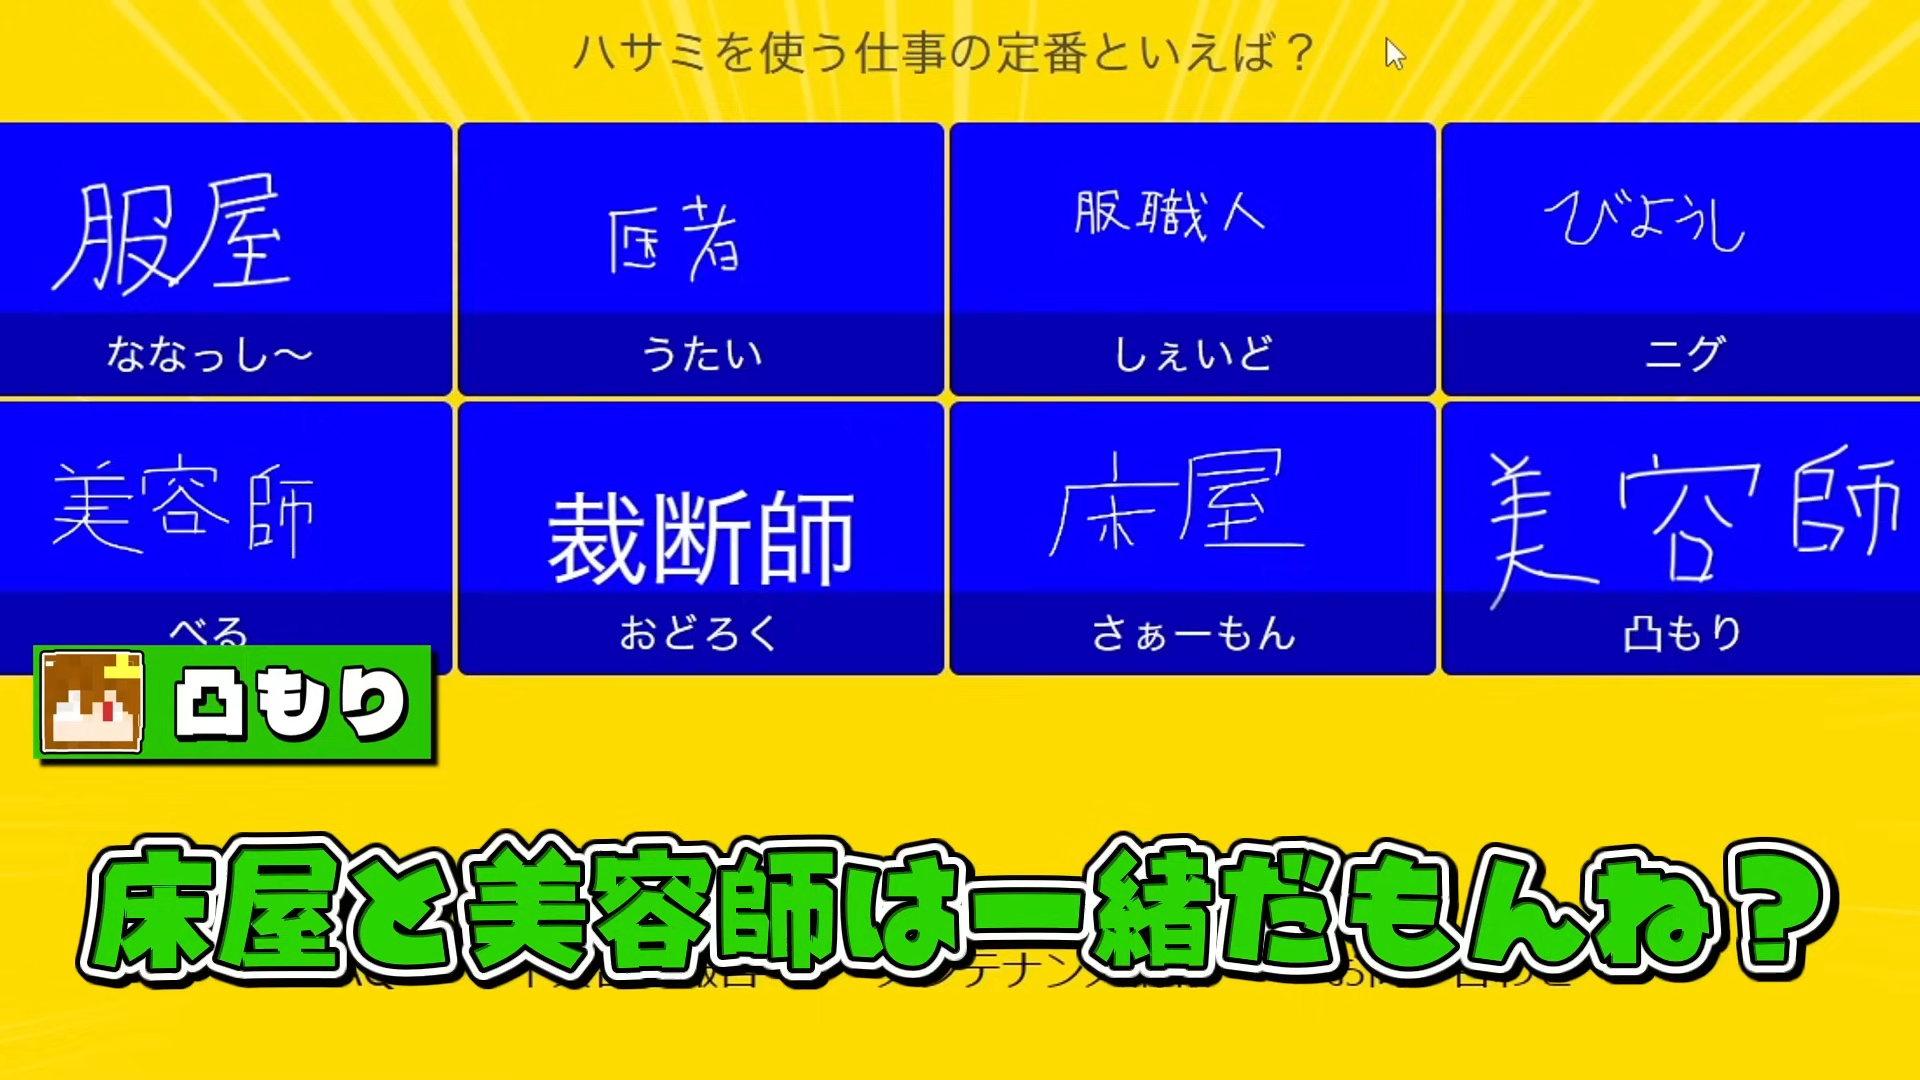 ハサミを使う仕事の定番といえば？
服屋
医者
服職人
びようし
ななっし～
うたい
しぇいど
ニグ
美容師
裁断師
床屋
美容師
べる
おどろく
さぁーもん
凸もり
凸もり
床屋と美容師は一緒だもんね？